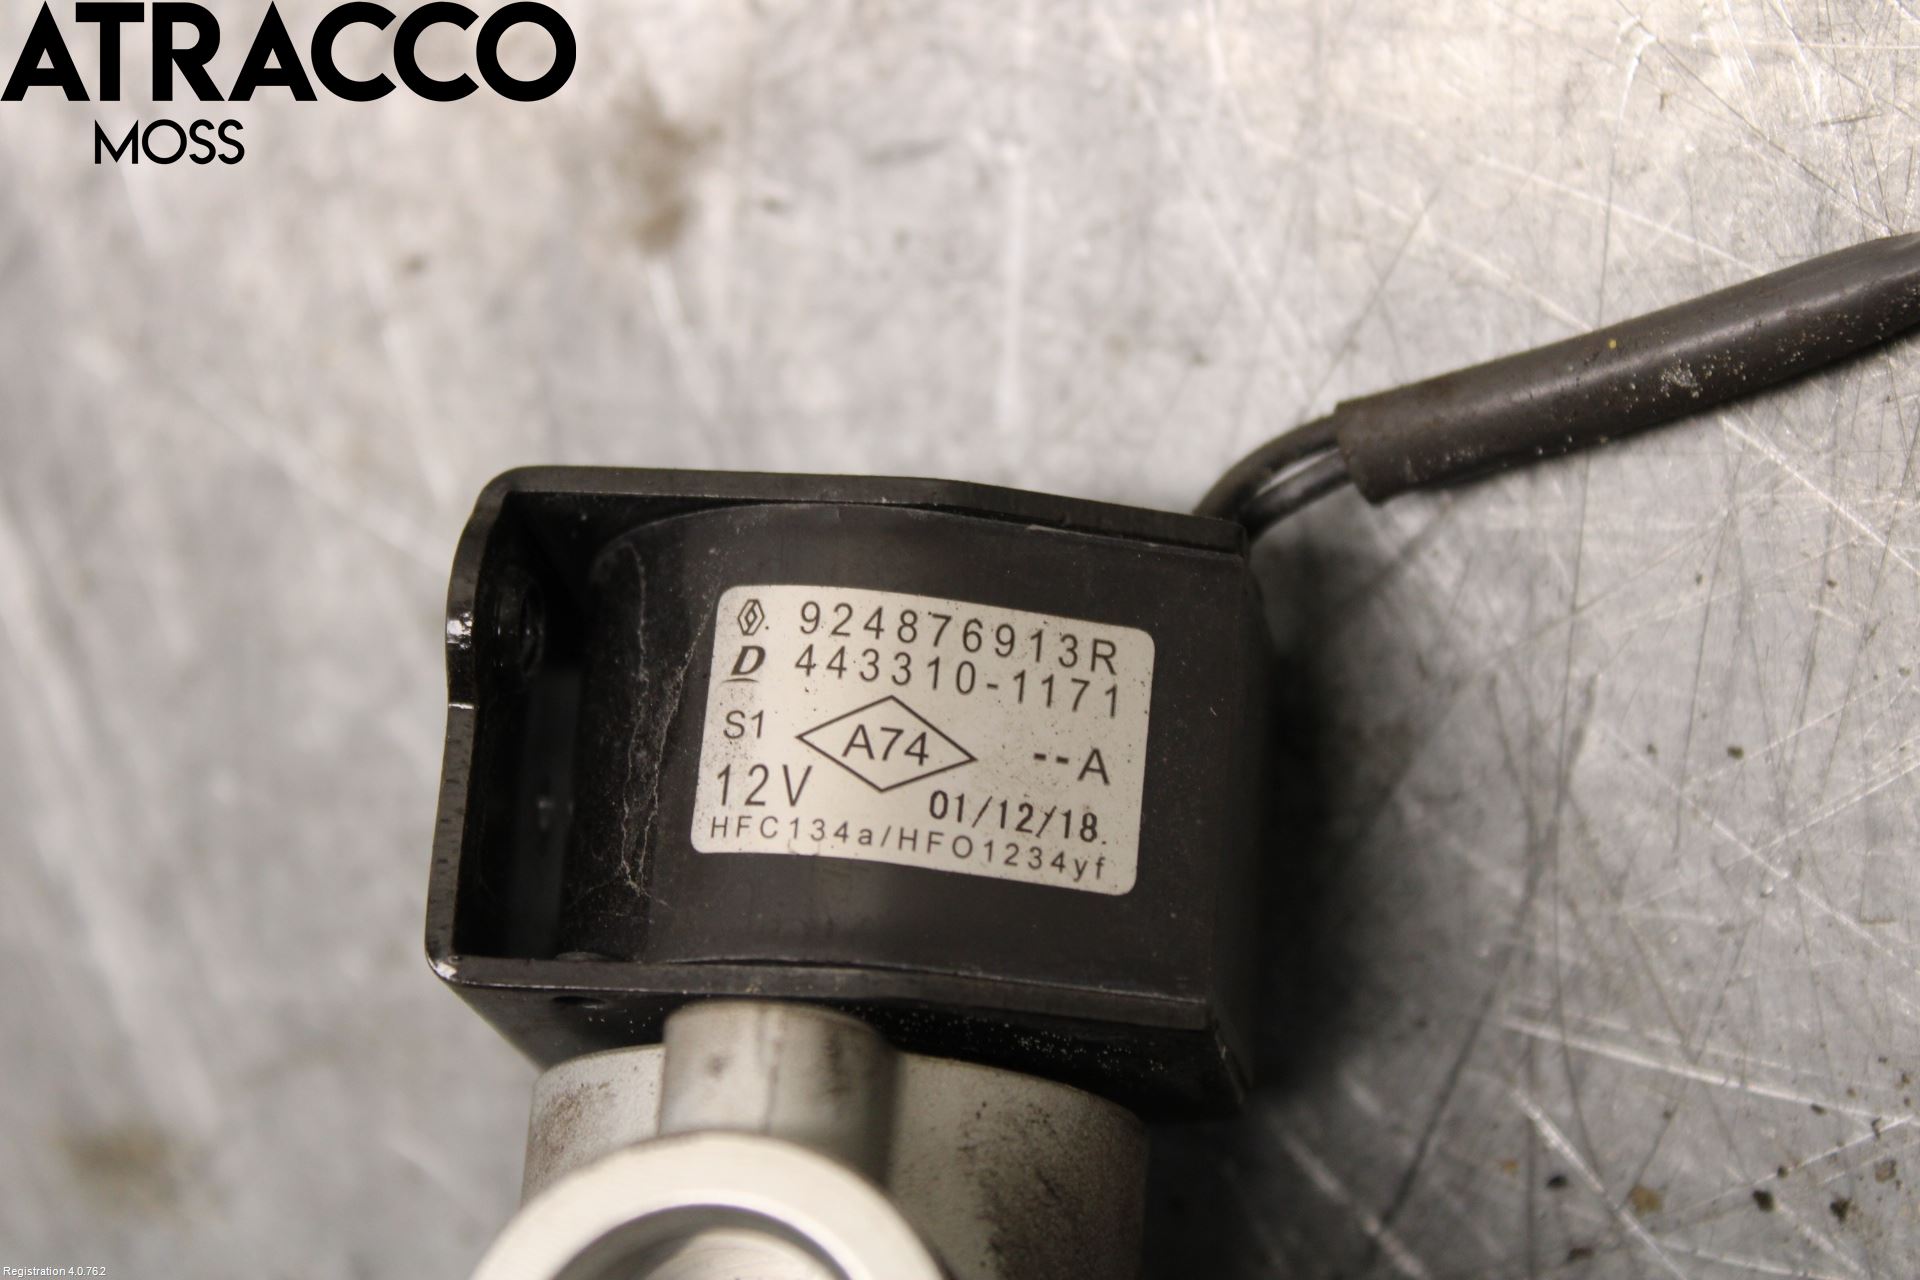 ATRACCO
MOSS
924876913R
D 443310-1171
S1 A74 --A
12V 01/12/18.
HFC134a/HFO1234yf
Registration 4.0.762